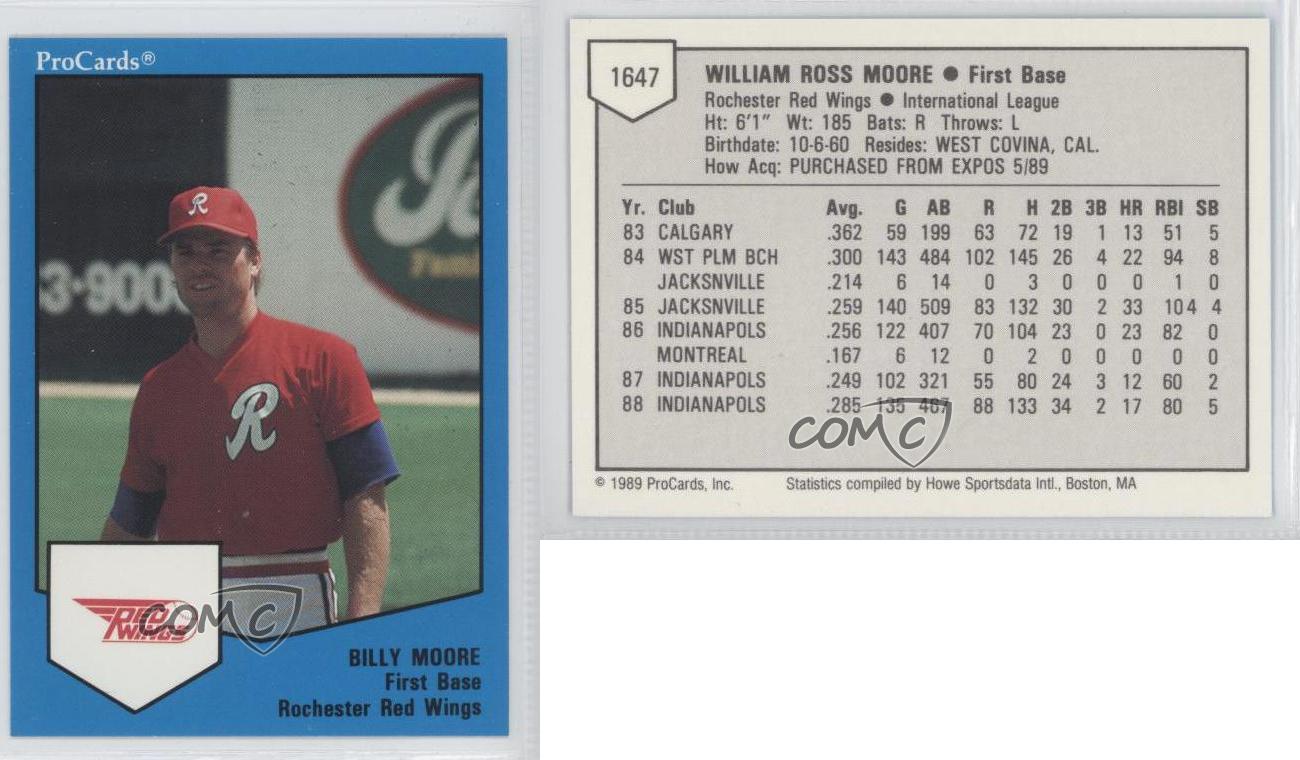 ProCards®
3·900
R
R
RED
WINGS
COMC
BILLY MOORE
First Base
Rochester Red Wings
1647
WILLIAM ROSS MOORE ● First Base
Rochester Red Wings ● International League
Ht: 6'1" Wt: 185 Bats: R Throws: L
Birthdate: 10-6-60 Resides: WEST COVINA, CAL.
How Acq: PURCHASED FROM EXPOS 5/89
Yr. Club Avg. G AB R H 2B 3B HR RBI SB
83 CALGARY .362 59 199 63 72 19 1 13 51 5
84 WST PLM BCH .300 143 484 102 145 26 4 22 94 8
JACKSNVILLE .214 6 14 0 3 0 0 0 1 0
85 JACKSNVILLE .259 140 509 83 132 30 2 33 104 4
86 INDIANAPOLS .256 122 407 70 104 23 0 23 82 0
MONTREAL .167 6 12 0 2 0 0 0 0 0
87 INDIANAPOLS .249 102 321 55 80 24 3 12 60 2
88 INDIANAPOLS .285 135 467 88 133 34 2 17 80 5
COMC
© 1989 ProCards, Inc. Statistics compiled by Howe Sportsdata Intl., Boston, MA